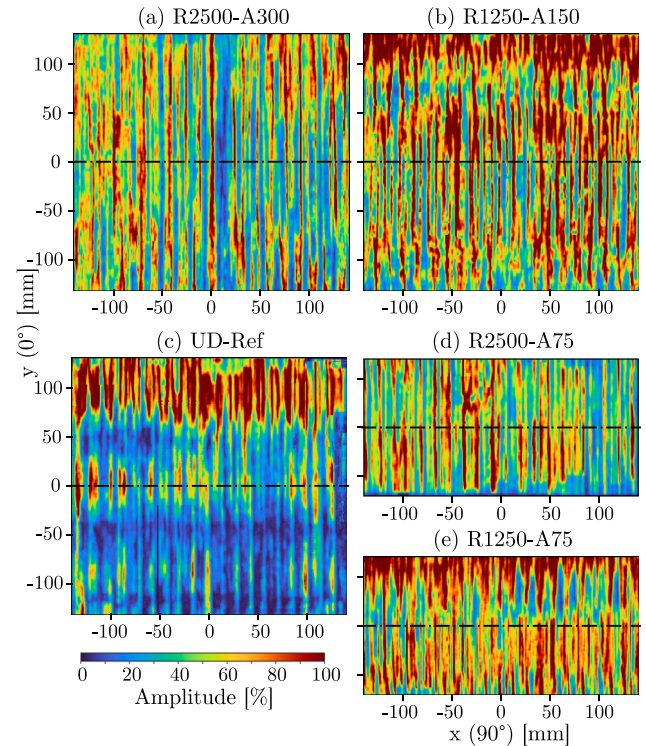 (a) R2500-A300
(b) R1250-A150
100
50
0
-50
-100
-100 -50 0 50 100
-100 -50 0 50 100
y (0°) [mm]
(c) UD-Ref
(d) R2500-A75
100
50
0
-50
-100
-100 -50 0 50 100
-100 -50 0 50 100
(e) R1250-A75
0 20 40 60 80 100
Amplitude [%]
-100 -50 0 50 100
x (90°) [mm]